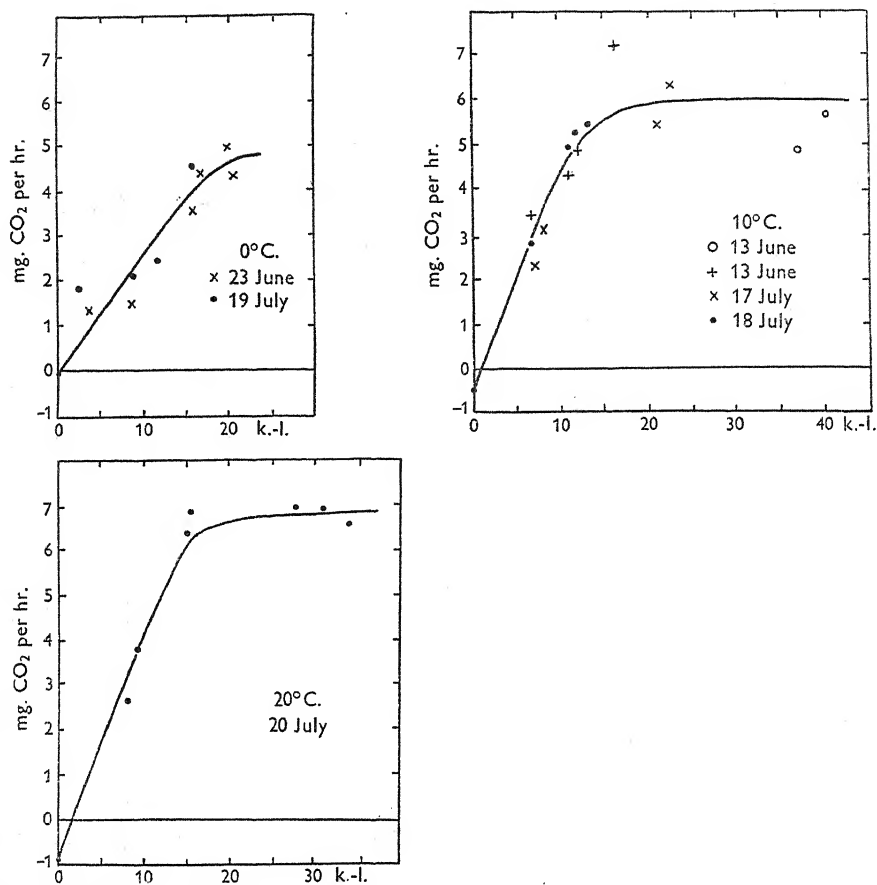 7
6
5
4
3
2
1
0
-1
mg. CO₂ per hr.
0°C.
× 23 June
• 19 July
0 10 20 k.-l.
7
6
5
4
3
2
1
0
-1
mg. CO₂ per hr.
10°C.
○ 13 June
+ 13 June
× 17 July
• 18 July
0 10 20 30 40 k.-l.
7
6
5
4
3
2
1
0
-1
mg. CO₂ per hr.
20°C.
20 July
0 10 20 30 k.-l.